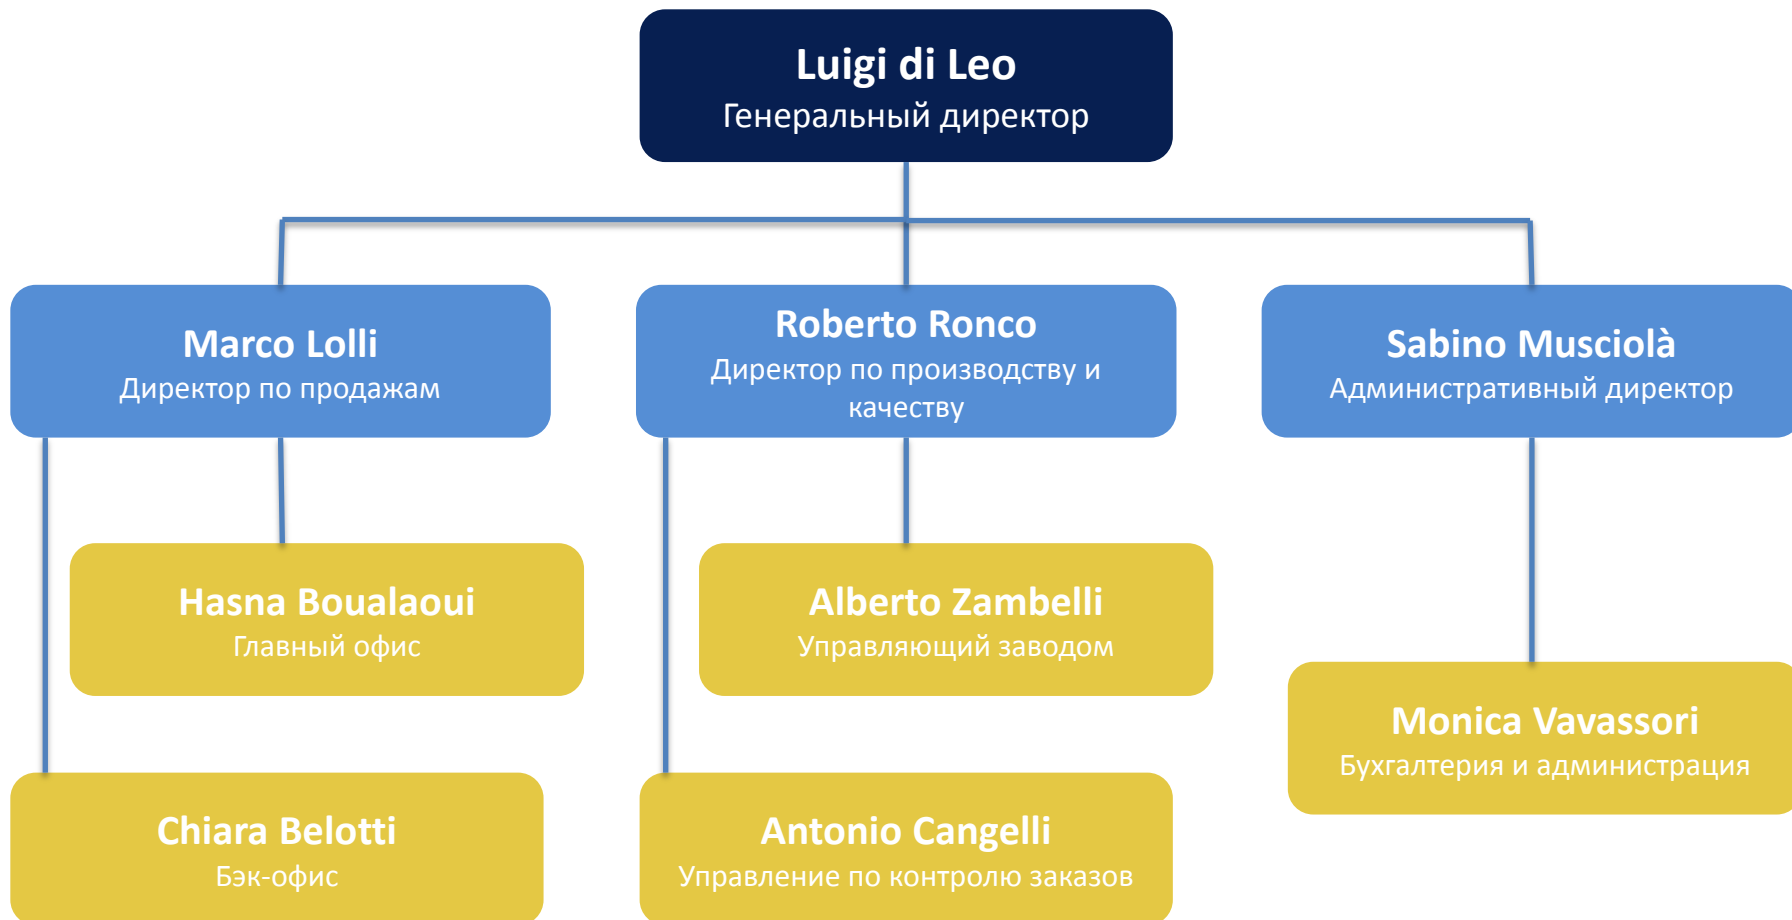 Luigi di Leo
Генеральный директор
Marco Lolli
Директор по продажам
Roberto Ronco
Директор по производству и
качеству
Sabino Musciolà
Административный директор
Hasna Boualaoui
Главный офис
Alberto Zambelli
Управляющий заводом
Monica Vavassori
Бухгалтерия и администрация
Chiara Belotti
Бэк-офис
Antonio Cangelli
Управление по контролю заказов